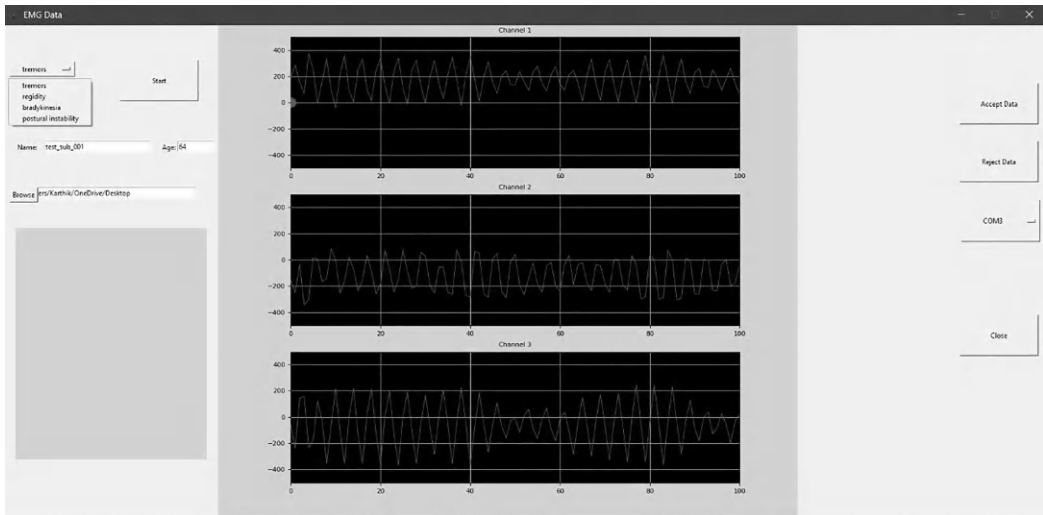 EMG Data
tremors
Start
tremors
regidity
bradykinesia
postural instability
Name: test_sub_001 Age: 64
Browse ers/Karthik/OneDrive/Desktop
Channel 1
400
200
0
−200
−400
0 20 40 60 80 100
Channel 2
400
200
0
−200
−400
0 20 40 60 80 100
Channel 3
400
200
0
−200
−400
0 20 40 60 80 100
Accept Data
Reject Data
COM3
Close